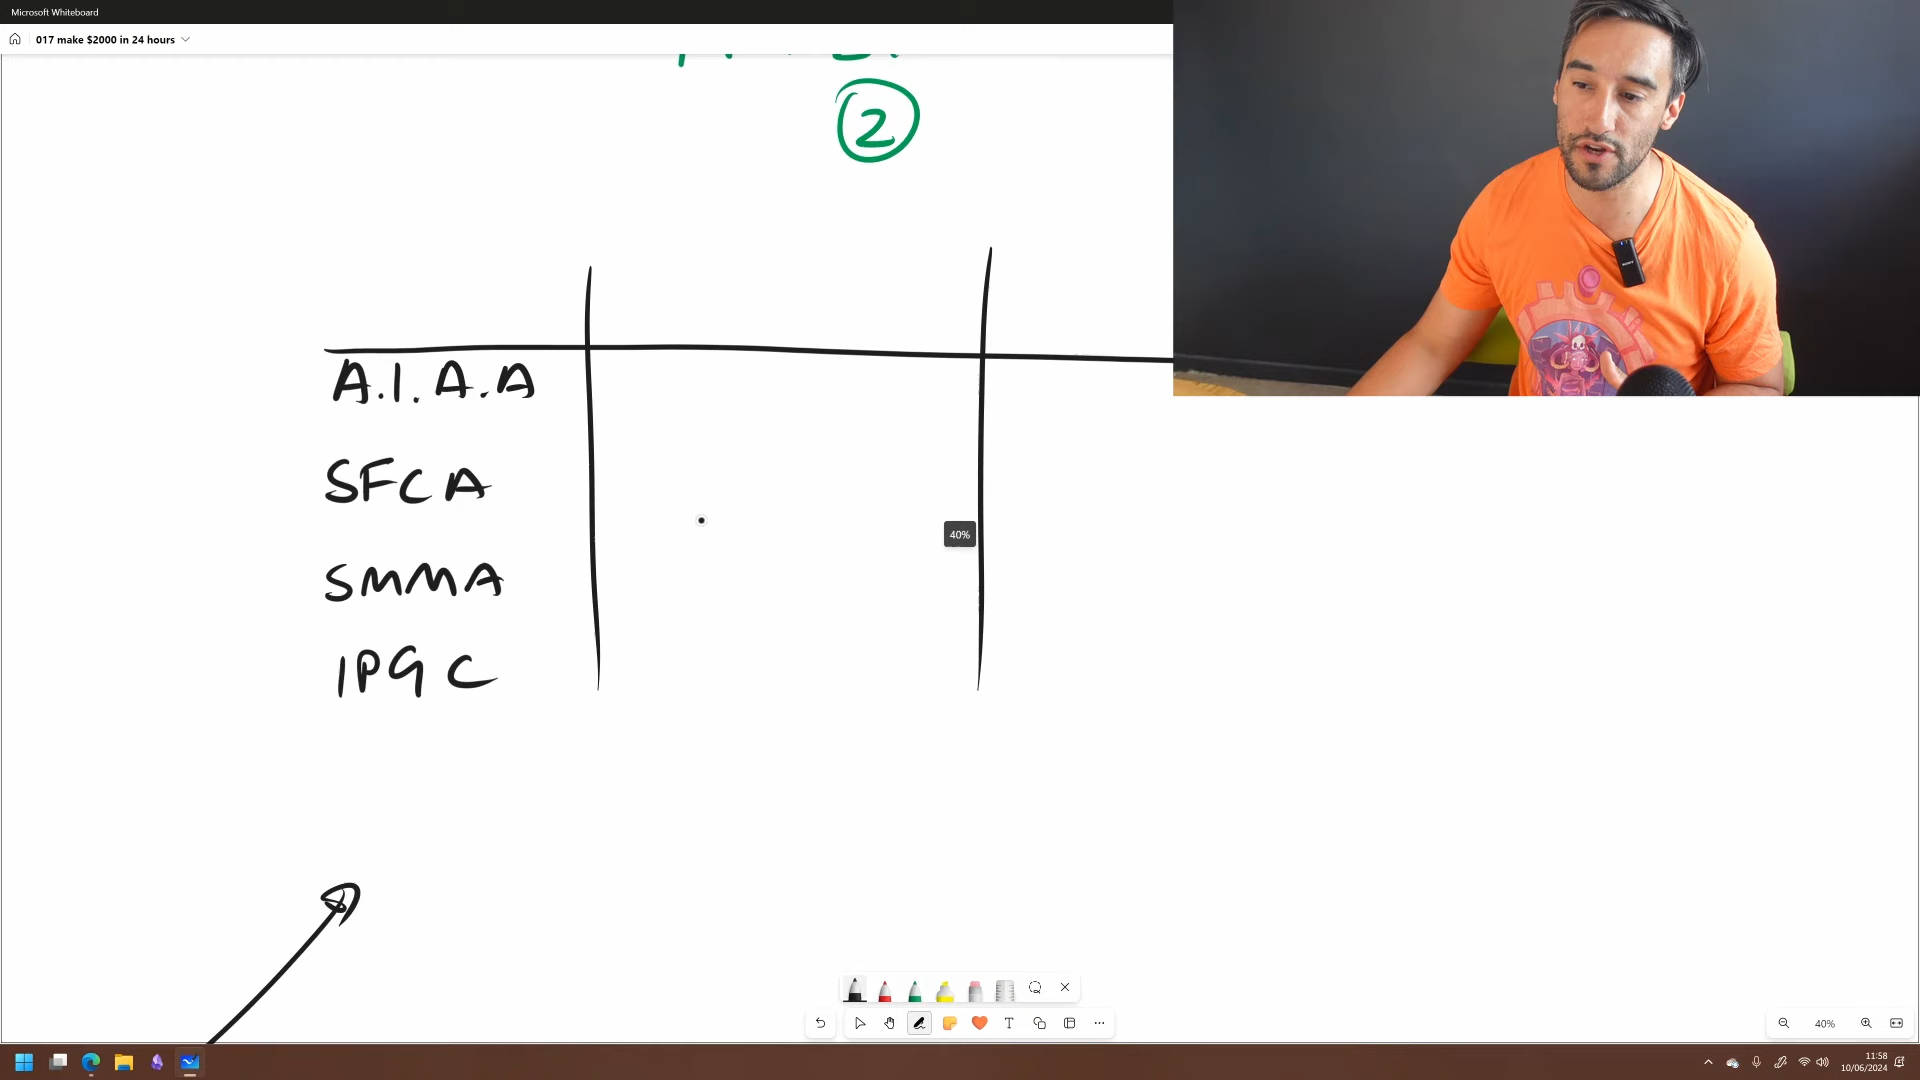 Microsoft Whiteboard
017 make $2000 in 24 hours
2
A.I.A.A
SFCA
40%
SMMA
IPGC
40%
11:58
10/06/2024